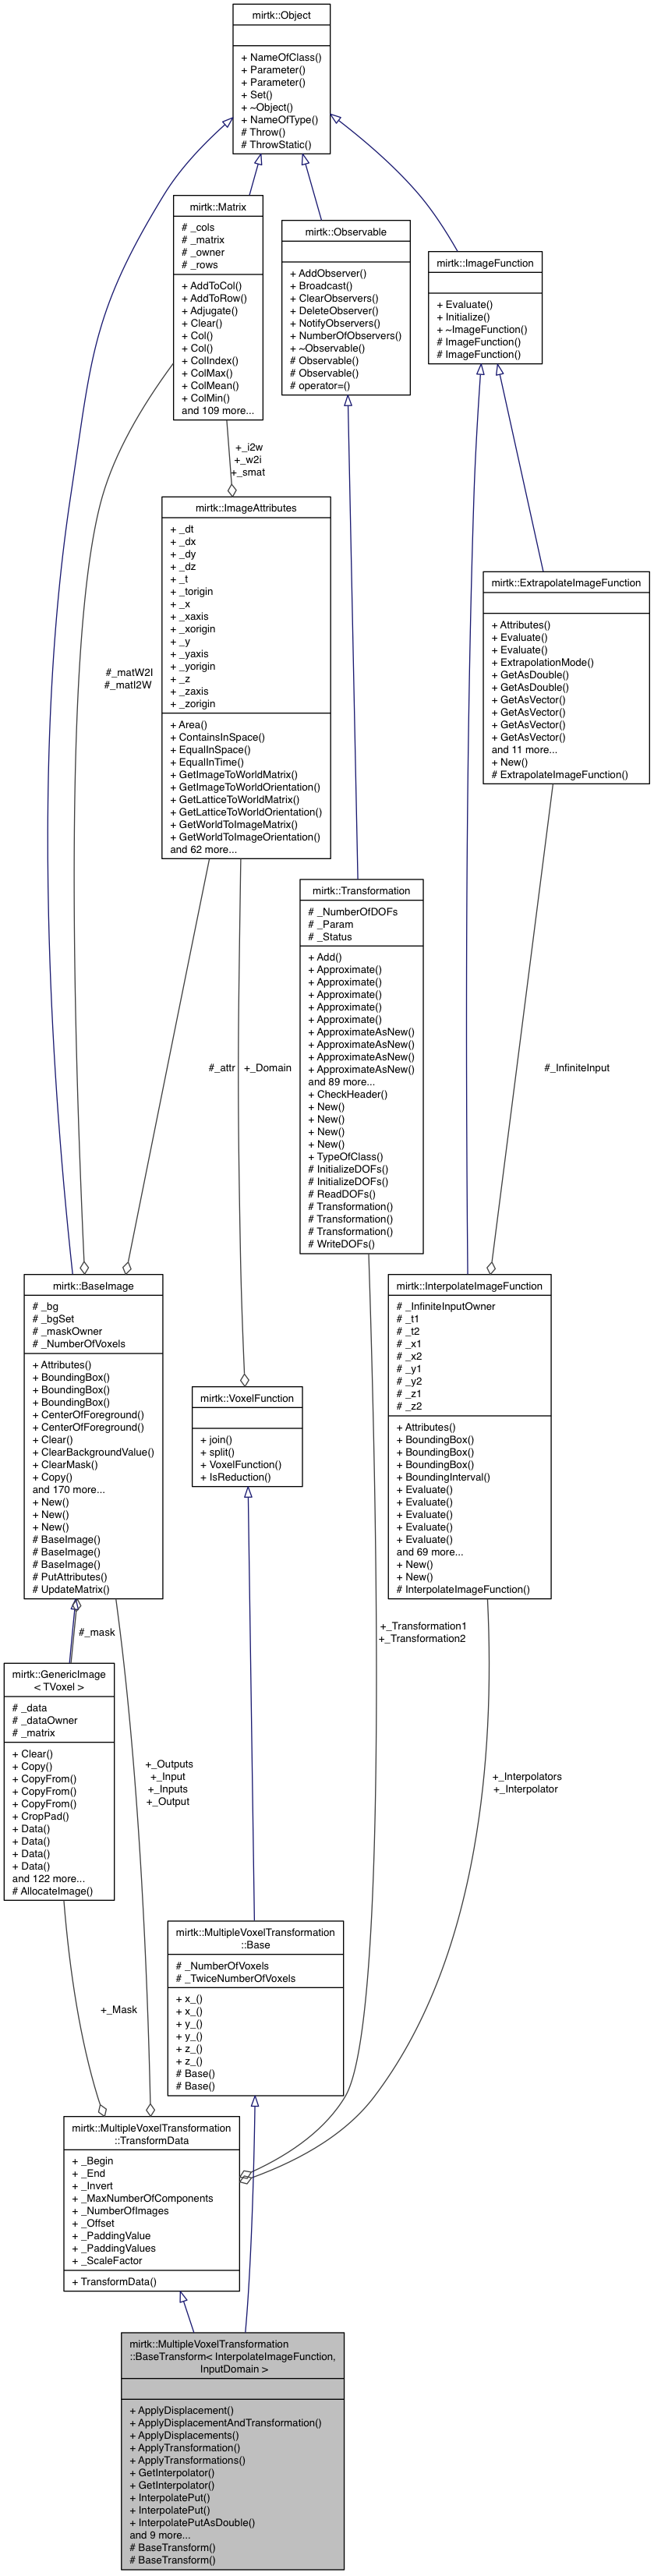 mirtk::Object
+ NameOfClass()
+ Parameter()
+ Parameter()
+ Set()
+ ~Object()
+ NameOfType()
# Throw()
# ThrowStatic()
mirtk::Matrix
# _cols
# _matrix
# _owner
# _rows
+ AddToCol()
+ AddToRow()
+ Adjugate()
+ Clear()
+ Col()
+ Col()
+ ColIndex()
+ ColMax()
+ ColMean()
+ ColMin()
and 109 more...
mirtk::Observable
+ AddObserver()
+ Broadcast()
+ ClearObservers()
+ DeleteObserver()
+ NotifyObservers()
+ NumberOfObservers()
+ ~Observable()
# Observable()
# Observable()
# operator=()
mirtk::ImageFunction
+ Evaluate()
+ Initialize()
+ ~ImageFunction()
# ImageFunction()
# ImageFunction()
+_i2w
+_w2i
+_smat
mirtk::ImageAttributes
+ _dt
+ _dx
+ _dy
+ _dz
+ _t
+ _torigin
+ _x
+ _xaxis
+ _xorigin
+ _y
+ _yaxis
+ _yorigin
+ _z
+ _zaxis
+ _zorigin
+ Area()
+ ContainsInSpace()
+ EqualInSpace()
+ EqualInTime()
+ GetImageToWorldMatrix()
+ GetImageToWorldOrientation()
+ GetLatticeToWorldMatrix()
+ GetLatticeToWorldOrientation()
+ GetWorldToImageMatrix()
+ GetWorldToImageOrientation()
and 62 more...
mirtk::ExtrapolateImageFunction
+ Attributes()
+ Evaluate()
+ Evaluate()
+ ExtrapolationMode()
+ GetAsDouble()
+ GetAsDouble()
+ GetAsVector()
+ GetAsVector()
+ GetAsVector()
+ GetAsVector()
and 11 more...
+ New()
# ExtrapolateImageFunction()
#_matW2I
#_matI2W
mirtk::Transformation
# _NumberOfDOFs
# _Param
# _Status
+ Add()
+ Approximate()
+ Approximate()
+ Approximate()
+ Approximate()
+ Approximate()
+ ApproximateAsNew()
+ ApproximateAsNew()
+ ApproximateAsNew()
+ ApproximateAsNew()
and 89 more...
+ CheckHeader()
+ New()
+ New()
+ New()
+ New()
+ TypeOfClass()
# InitializeDOFs()
# InitializeDOFs()
# ReadDOFs()
# Transformation()
# Transformation()
# Transformation()
# WriteDOFs()
#_attr
+_Domain
#_InfiniteInput
mirtk::BaseImage
# _bg
# _bgSet
# _maskOwner
# _NumberOfVoxels
+ Attributes()
+ BoundingBox()
+ BoundingBox()
+ BoundingBox()
+ CenterOfForeground()
+ CenterOfForeground()
+ Clear()
+ ClearBackgroundValue()
+ ClearMask()
+ Copy()
and 170 more...
+ New()
+ New()
+ New()
# BaseImage()
# BaseImage()
# BaseImage()
# PutAttributes()
# UpdateMatrix()
mirtk::VoxelFunction
+ join()
+ split()
+ VoxelFunction()
+ IsReduction()
mirtk::InterpolateImageFunction
# _InfiniteInputOwner
# _t1
# _t2
# _x1
# _x2
# _y1
# _y2
# _z1
# _z2
+ Attributes()
+ BoundingBox()
+ BoundingBox()
+ BoundingBox()
+ BoundingInterval()
+ Evaluate()
+ Evaluate()
+ Evaluate()
+ Evaluate()
+ Evaluate()
and 69 more...
+ New()
+ New()
# InterpolateImageFunction()
#_mask
+_Transformation1
+_Transformation2
mirtk::GenericImage
< TVoxel >
# _data
# _dataOwner
# _matrix
+ Clear()
+ Copy()
+ CopyFrom()
+ CopyFrom()
+ CopyFrom()
+ CropPad()
+ Data()
+ Data()
+ Data()
+ Data()
and 122 more...
# AllocateImage()
+_Outputs
+_Input
+_Inputs
+_Output
+_Interpolators
+_Interpolator
mirtk::MultipleVoxelTransformation
::Base
# _NumberOfVoxels
# _TwiceNumberOfVoxels
+ x_()
+ x_()
+ y_()
+ y_()
+ z_()
+ z_()
# Base()
# Base()
+_Mask
mirtk::MultipleVoxelTransformation
::TransformData
+ _Begin
+ _End
+ _Invert
+ _MaxNumberOfComponents
+ _NumberOfImages
+ _Offset
+ _PaddingValue
+ _PaddingValues
+ _ScaleFactor
+ TransformData()
mirtk::MultipleVoxelTransformation
::BaseTransform< InterpolateImageFunction,
InputDomain >
+ ApplyDisplacement()
+ ApplyDisplacementAndTransformation()
+ ApplyDisplacements()
+ ApplyTransformation()
+ ApplyTransformations()
+ GetInterpolator()
+ GetInterpolator()
+ InterpolatePut()
+ InterpolatePut()
+ InterpolatePutAsDouble()
and 9 more...
# BaseTransform()
# BaseTransform()